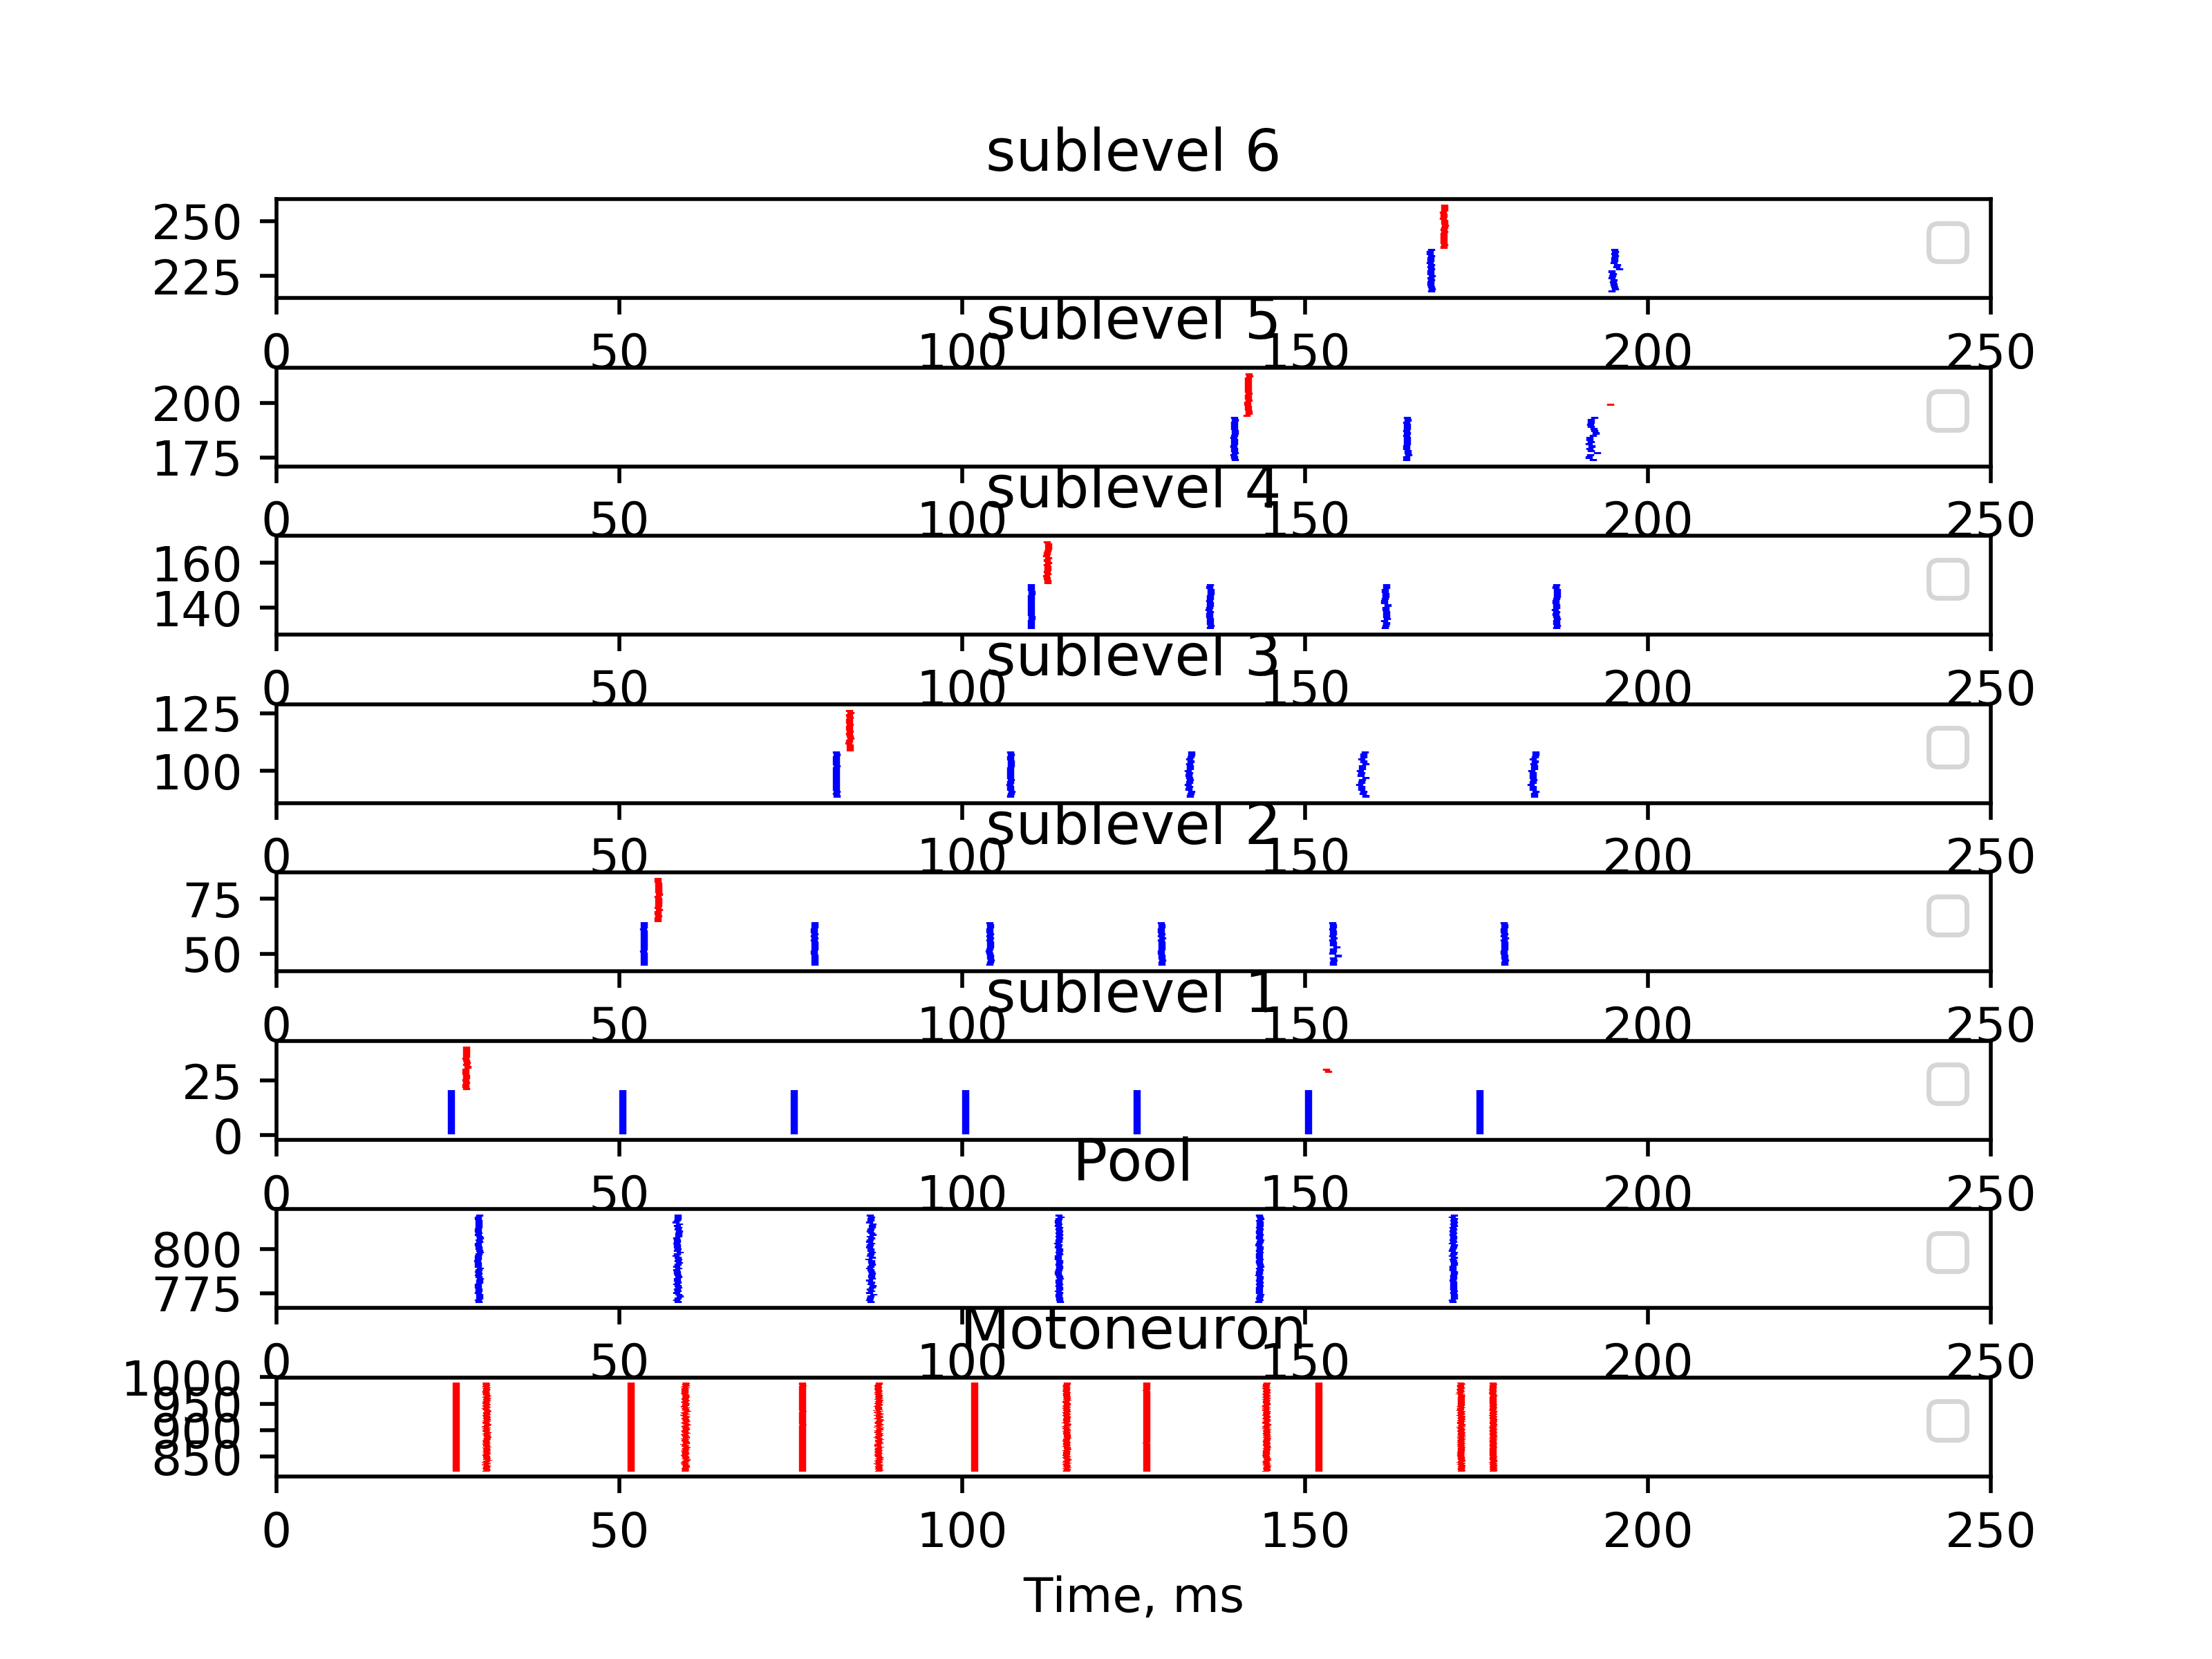 sublevel 6
250
225
0 50 100 150 200 250
sublevel 5
200
175
0 50 100 150 200 250
sublevel 4
160
140
0 50 100 150 200 250
sublevel 3
125
100
0 50 100 150 200 250
sublevel 2
75
50
0 50 100 150 200 250
sublevel 1
25
0
0 50 100 150 200 250
Pool
800
775
0 50 100 150 200 250
Motoneuron
1000
950
900
850
0 50 100 150 200 250
Time, ms